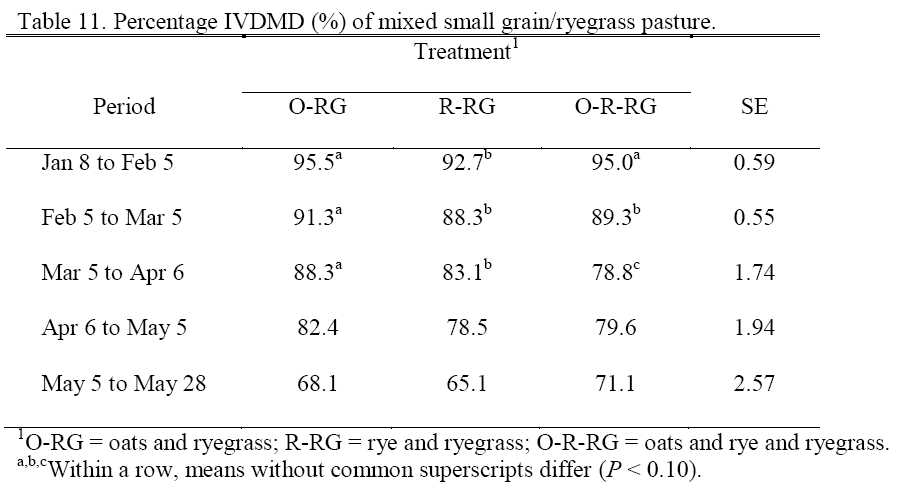 Table 11. Percentage IVDMD (%) of mixed small grain/ryegrass pasture.
Treatment¹
Period O-RG R-RG O-R-RG SE
Jan 8 to Feb 5 95.5ᵃ 92.7ᵇ 95.0ᵃ 0.59
Feb 5 to Mar 5 91.3ᵃ 88.3ᵇ 89.3ᵇ 0.55
Mar 5 to Apr 6 88.3ᵃ 83.1ᵇ 78.8ᶜ 1.74
Apr 6 to May 5 82.4 78.5 79.6 1.94
May 5 to May 28 68.1 65.1 71.1 2.57
¹O-RG = oats and ryegrass; R-RG = rye and ryegrass; O-R-RG = oats and rye and ryegrass.
ᵃ,ᵇ,ᶜWithin a row, means without common superscripts differ (P < 0.10).